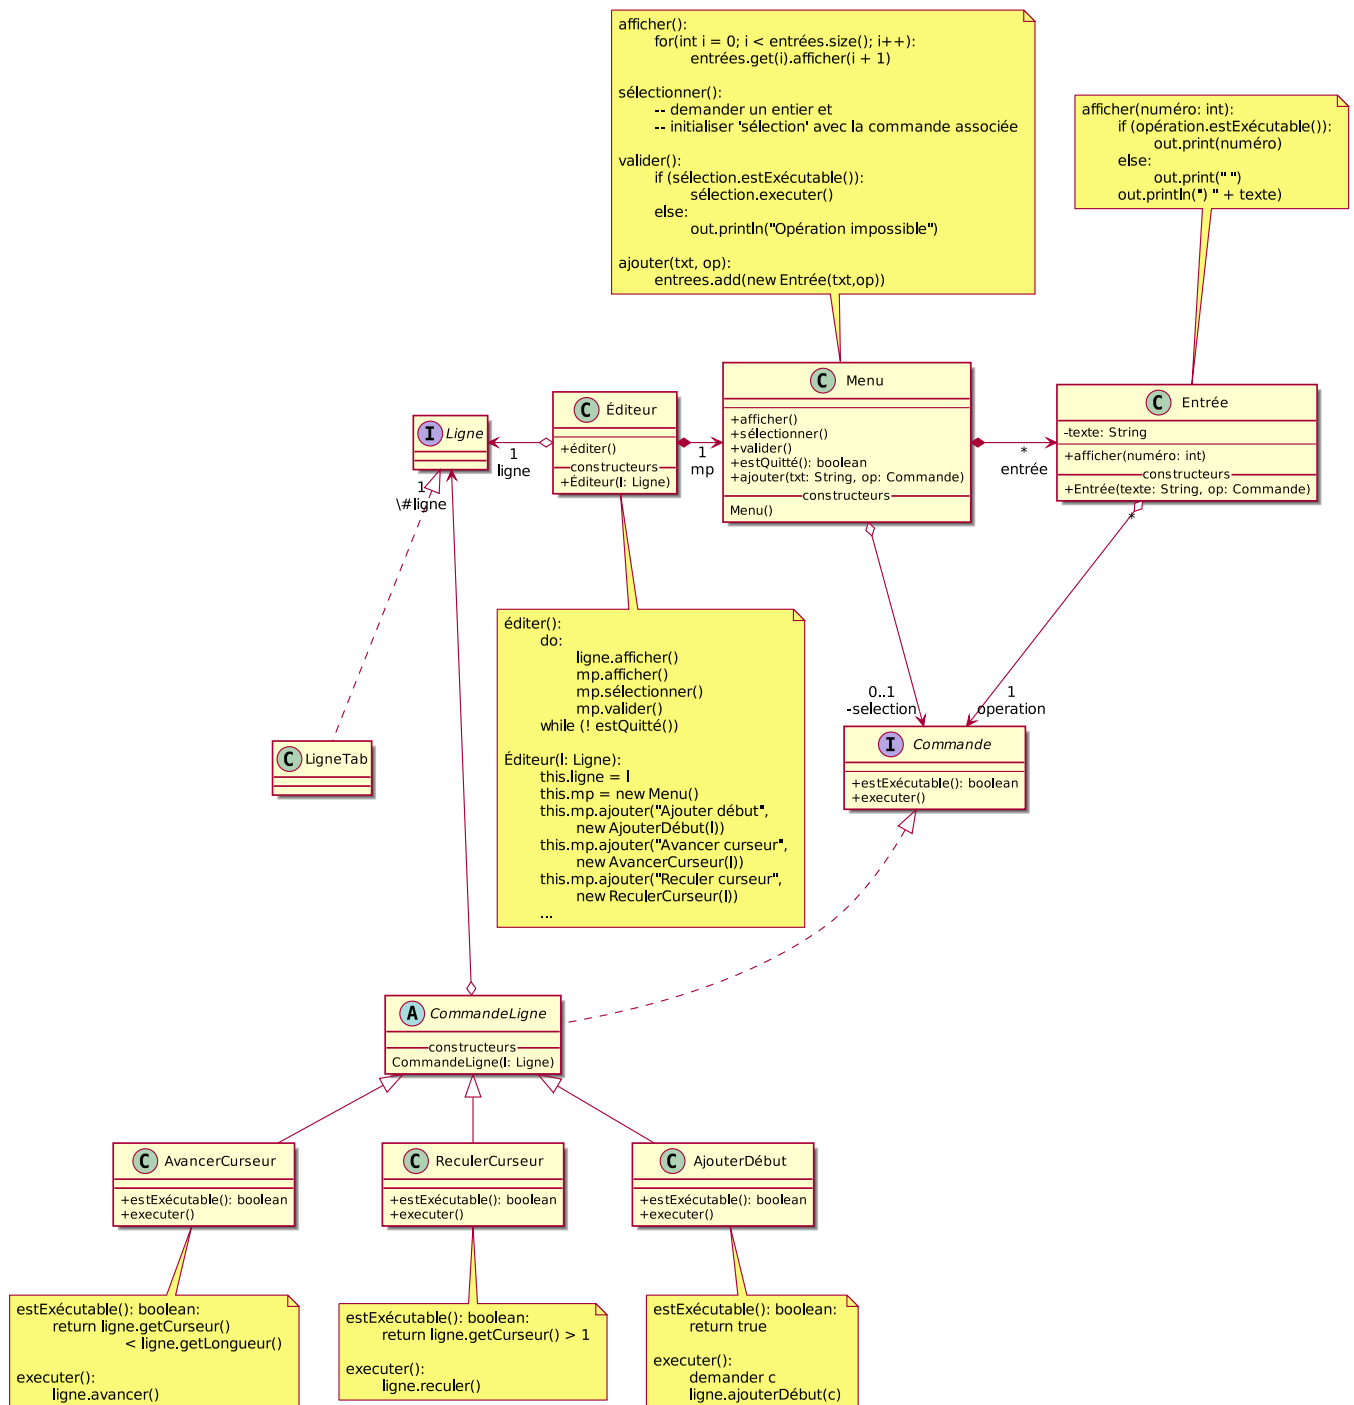 afficher():
for(int i = 0; i < entrées.size(); i++):
entrées.get(i).afficher(i + 1)
sélectionner():
-- demander un entier et
-- initialiser 'sélection' avec la commande associée
valider():
if (sélection.estExécutable()):
sélection.executer()
else:
out.println("Opération impossible")
ajouter(txt, op):
entrees.add(new Entrée(txt,op))
afficher(numéro: int):
if (opération.estExécutable()):
out.print(numéro)
else:
out.print(" ")
out.println(") " + texte)
I Ligne
C Éditeur
+éditer()
constructeurs
+Éditeur(l: Ligne)
C Menu
+afficher()
+sélectionner()
+valider()
+estQuitté(): boolean
+ajouter(txt: String, op: Commande)
constructeurs
Menu()
C Entrée
-texte: String
+afficher(numéro: int)
constructeurs
+Entrée(texte: String, op: Commande)
1
ligne
1
mp
*
entrée
1
\#ligne
*
éditer():
do:
ligne.afficher()
mp.afficher()
mp.sélectionner()
mp.valider()
while (! estQuitté())
Éditeur(l: Ligne):
this.ligne = l
this.mp = new Menu()
this.mp.ajouter("Ajouter début",
new AjouterDébut(l))
this.mp.ajouter("Avancer curseur",
new AvancerCurseur(l))
this.mp.ajouter("Reculer curseur",
new ReculerCurseur(l))
...
0..1
-selection
1
operation
C LigneTab
I Commande
+estExécutable(): boolean
+executer()
A CommandeLigne
constructeurs
CommandeLigne(l: Ligne)
C AvancerCurseur
+estExécutable(): boolean
+executer()
C ReculerCurseur
+estExécutable(): boolean
+executer()
C AjouterDébut
+estExécutable(): boolean
+executer()
estExécutable(): boolean:
return ligne.getCurseur()
< ligne.getLongueur()
executer():
ligne.avancer()
estExécutable(): boolean:
return ligne.getCurseur() > 1
executer():
ligne.reculer()
estExécutable(): boolean:
return true
executer():
demander c
ligne.ajouterDébut(c)